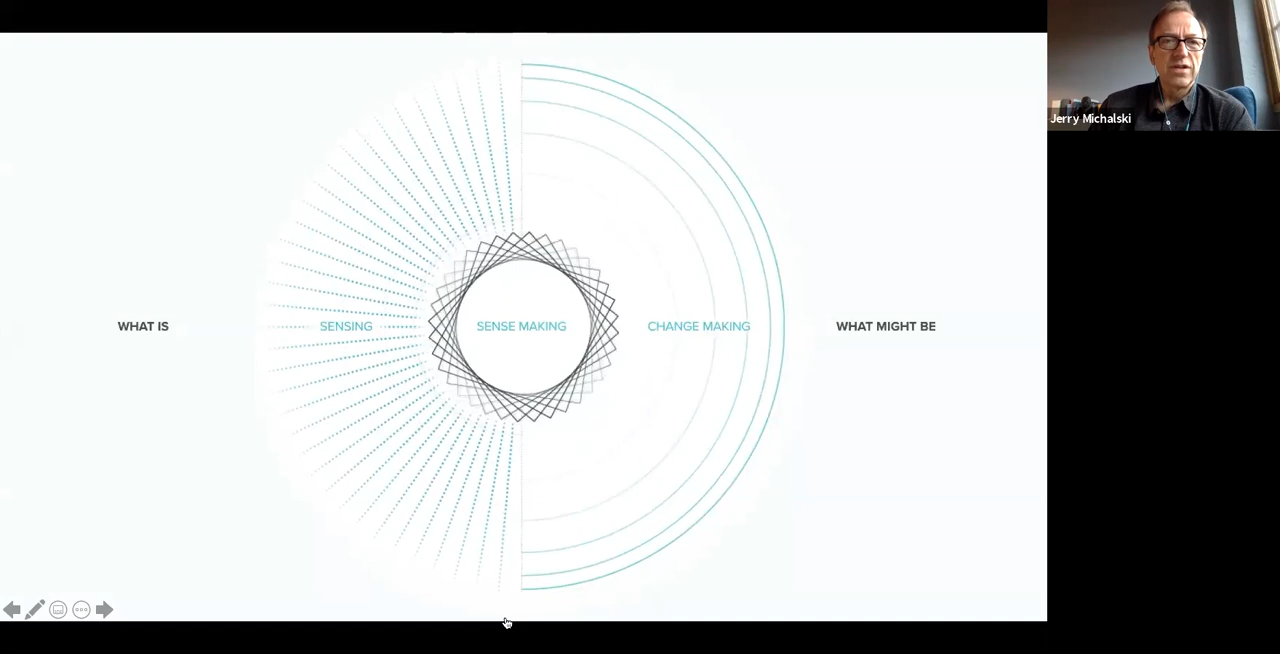 Jerry Michalski
WHAT IS
SENSING
SENSE MAKING
CHANGE MAKING
WHAT MIGHT BE